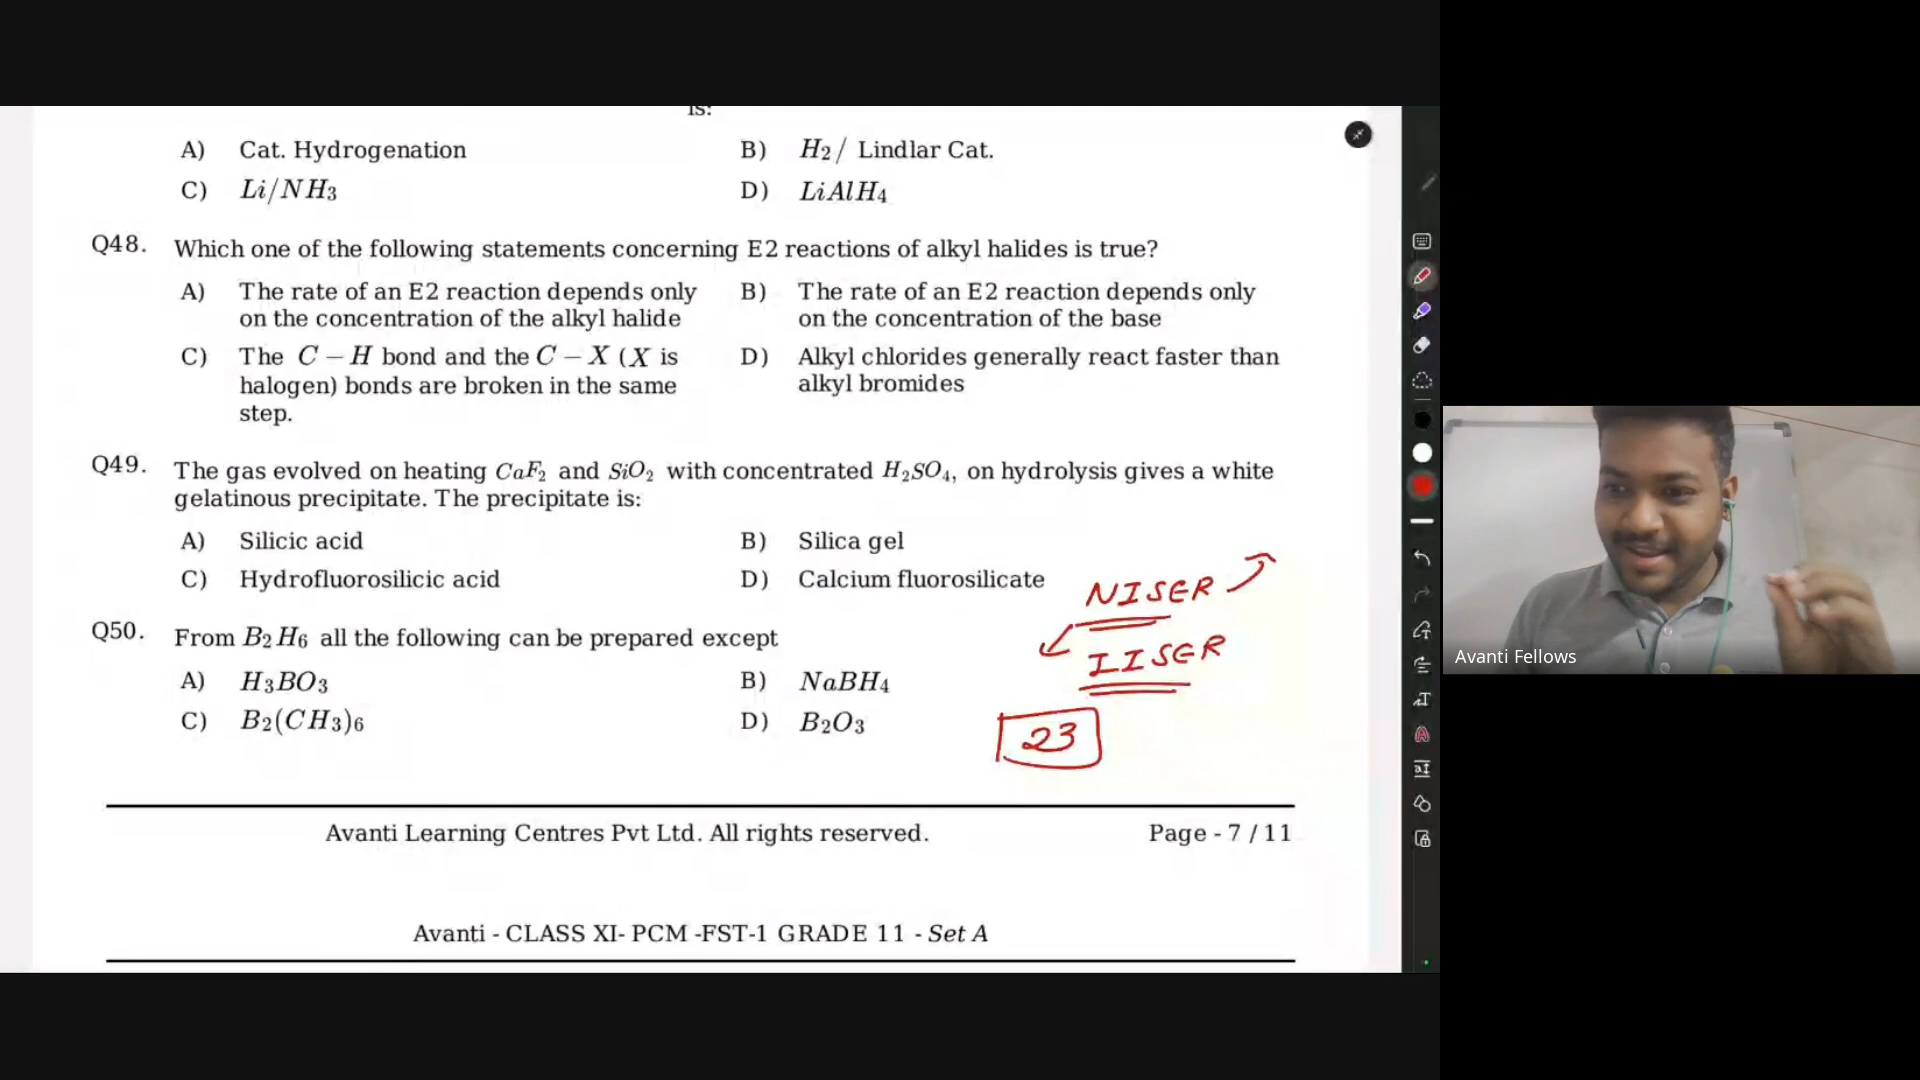 is:
A) Cat. Hydrogenation B) H2/ Lindlar Cat.
C) Li/NH3 D) LiAlH4
Q48. Which one of the following statements concerning E2 reactions of alkyl halides is true?
A) The rate of an E2 reaction depends only on the concentration of the alkyl halide
B) The rate of an E2 reaction depends only on the concentration of the base
C) The C − H bond and the C − X (X is halogen) bonds are broken in the same step.
D) Alkyl chlorides generally react faster than alkyl bromides
Q49. The gas evolved on heating CaF2 and SiO2 with concentrated H2SO4, on hydrolysis gives a white
gelatinous precipitate. The precipitate is:
A) Silicic acid B) Silica gel
C) Hydrofluorosilicic acid D) Calcium fluorosilicate
NISER
IISER
23
Q50. From B2H6 all the following can be prepared except
A) H3BO3 B) NaBH4
C) B2(CH3)6 D) B2O3
Avanti Learning Centres Pvt Ltd. All rights reserved. Page - 7 / 11
Avanti - CLASS XI- PCM -FST-1 GRADE 11 - Set A
Avanti Fellows